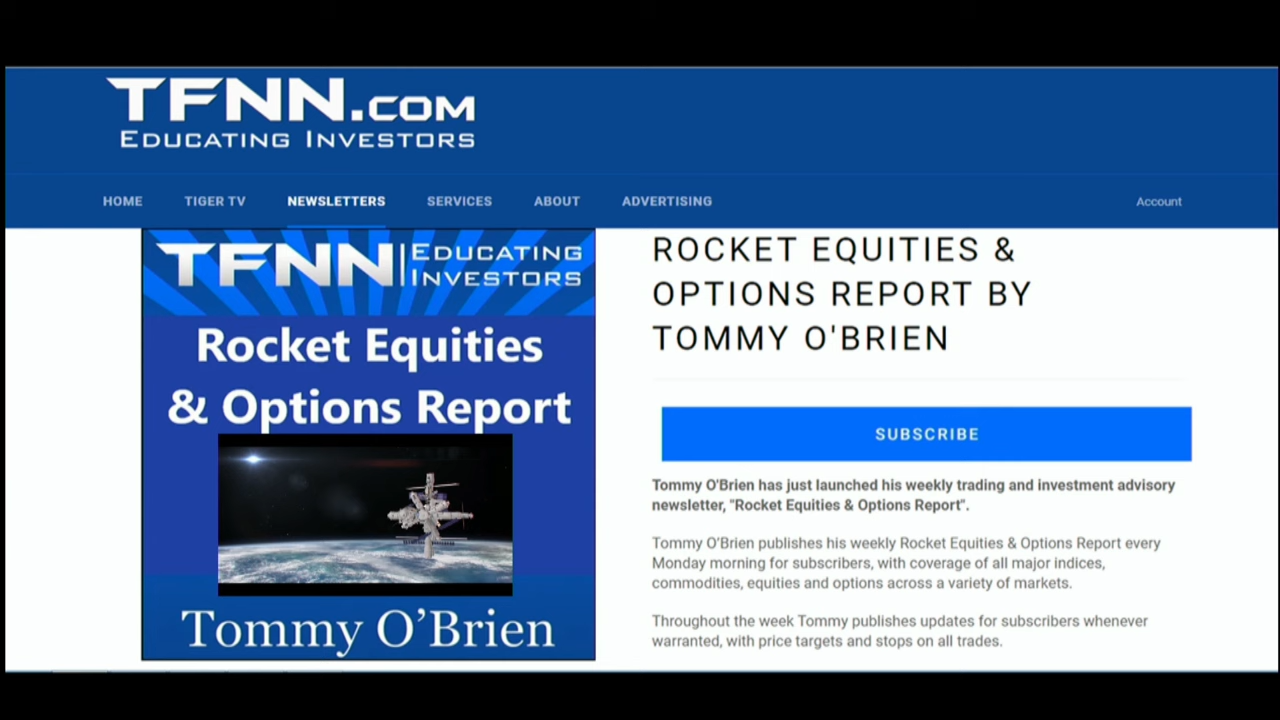 TFNN.COM
EDUCATING INVESTORS
HOME TIGER TV NEWSLETTERS SERVICES ABOUT ADVERTISING Account
TFNN EDUCATING
INVESTORS
Rocket Equities
& Options Report
Tommy O’Brien
ROCKET EQUITIES &
OPTIONS REPORT BY
TOMMY O'BRIEN
SUBSCRIBE
Tommy O'Brien has just launched his weekly trading and investment advisory
newsletter, "Rocket Equities & Options Report".
Tommy O’Brien publishes his weekly Rocket Equities & Options Report every
Monday morning for subscribers, with coverage of all major indices,
commodities, equities and options across a variety of markets.
Throughout the week Tommy publishes updates for subscribers whenever
warranted, with price targets and stops on all trades.